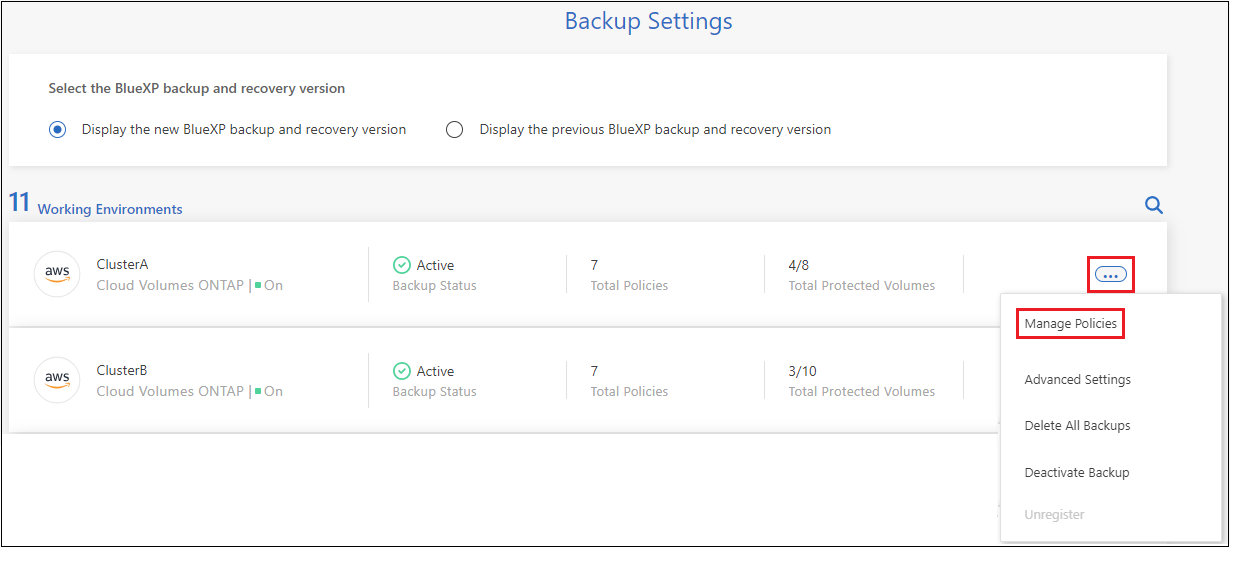 Backup Settings
Select the BlueXP backup and recovery version
Display the new BlueXP backup and recovery version
Display the previous BlueXP backup and recovery version
11 Working Environments
aws
ClusterA
Cloud Volumes ONTAP | On
Active
Backup Status
7
Total Policies
4/8
Total Protected Volumes
...
Manage Policies
Advanced Settings
Delete All Backups
Deactivate Backup
Unregister
aws
ClusterB
Cloud Volumes ONTAP | On
Active
Backup Status
7
Total Policies
3/10
Total Protected Volumes